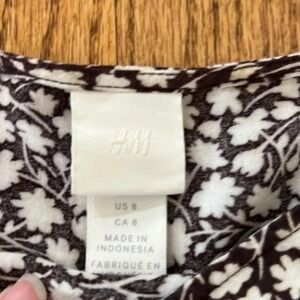 H&M
US 8
CA 8
MADE IN
INDONESIA
FABRIQUÉ EN